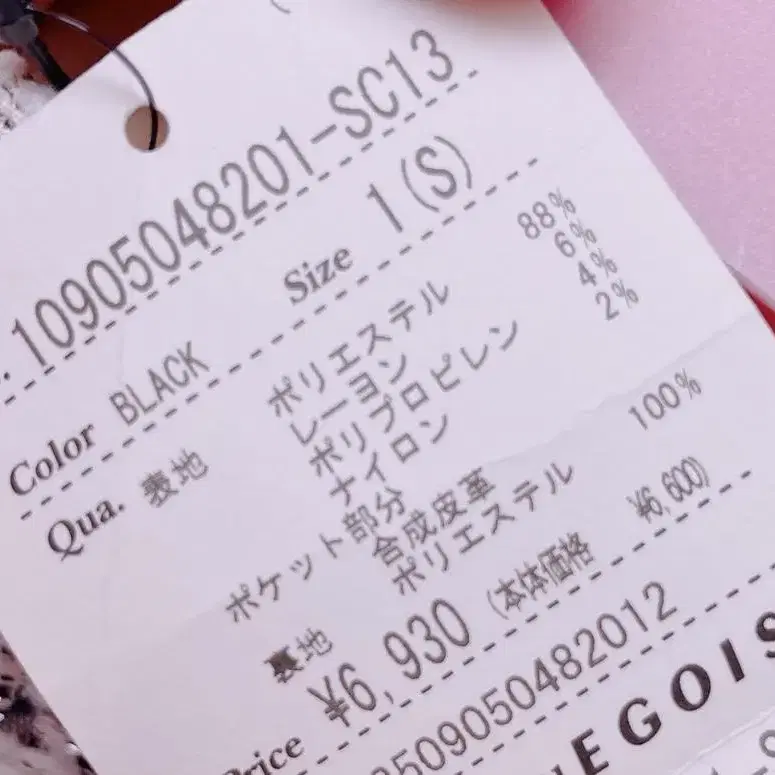 10905048201-SC13
Size 1(S)
Color BLACK
Qua. 表地 ポリエステル 88%
レーヨン 6%
ポリプロピレン 4%
ナイロン 2%
ポケット部分
合成皮革
裏地 ポリエステル 100%
Price ¥6,930 (本体価格 ¥6,600)
509050482012
EGOIS